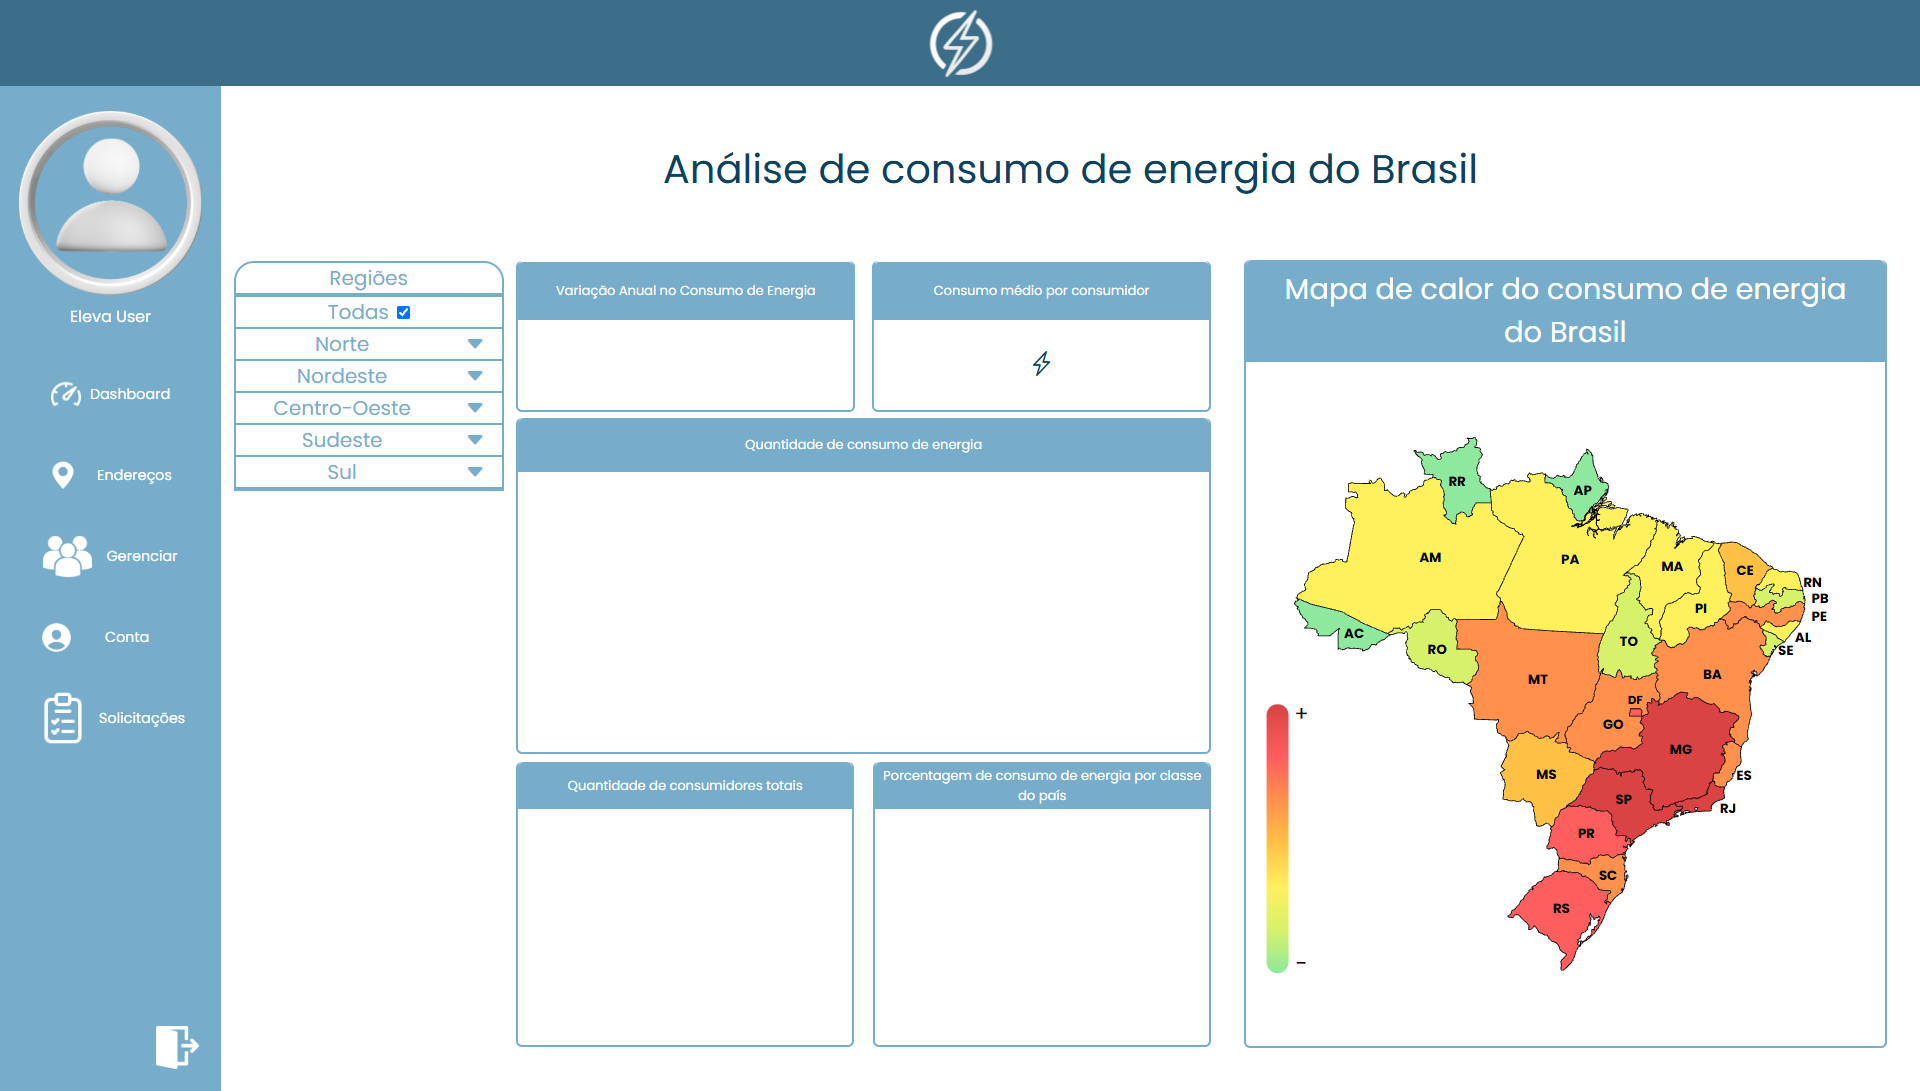 Análise de consumo de energia do Brasil
Eleva User
Dashboard
Endereços
Gerenciar
Conta
Solicitações
Regiões
Todas
Norte
Nordeste
Centro-Oeste
Sudeste
Sul
Variação Anual no Consumo de Energia
Consumo médio por consumidor
Quantidade de consumo de energia
Quantidade de consumidores totais
Porcentagem de consumo de energia por classe
do país
Mapa de calor do consumo de energia
do Brasil
RR
AP
AM
PA
MA
CE
RN
PB
PI
PE
AC
TO
AL
RO
SE
BA
MT
DF
GO
+
MG
MS
ES
SP
RJ
PR
SC
RS
-